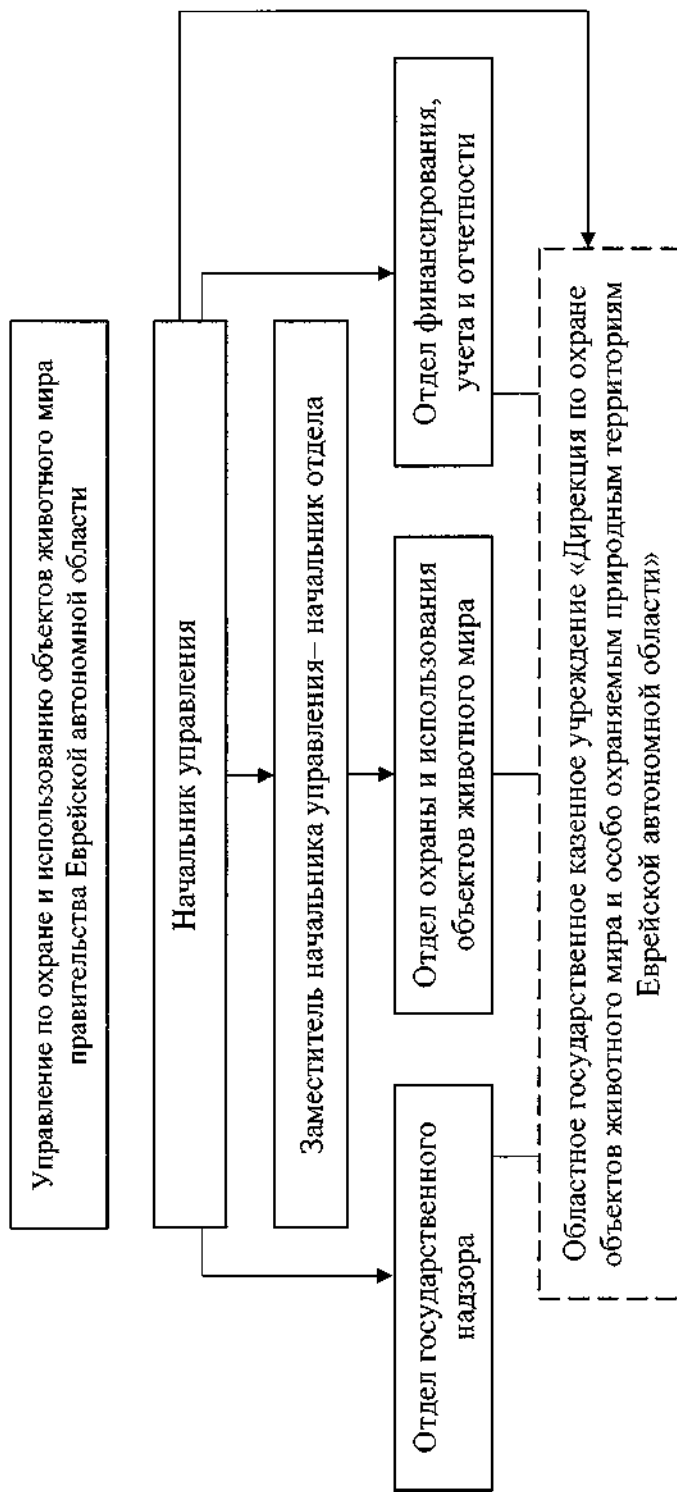 Управление по охране и использованию объектов животного мира
правительства Еврейской автономной области
Начальник управления
Заместитель начальника управления– начальник отдела
Отдел государственного
надзора
Отдел охраны и использования
объектов животного мира
Отдел финансирования,
учета и отчетности
Областное государственное казенное учреждение «Дирекция по охране
объектов животного мира и особо охраняемым природным территориям
Еврейской автономной области»